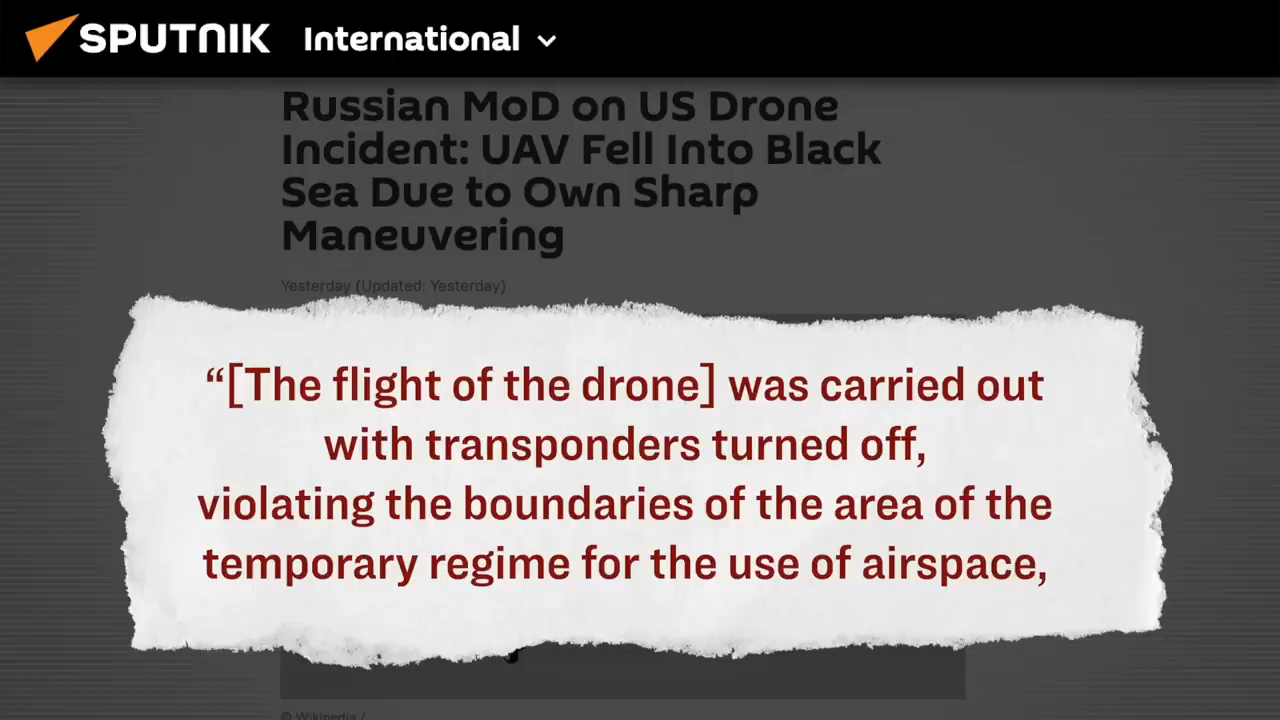 SPUTNIK International
Russian MoD on US Drone
Incident: UAV Fell Into Black
Sea Due to Own Sharp
Maneuvering
Yesterday (Updated: Yesterday)
“[The flight of the drone] was carried out
with transponders turned off,
violating the boundaries of the area of the
temporary regime for the use of airspace,
© Wikipedia /